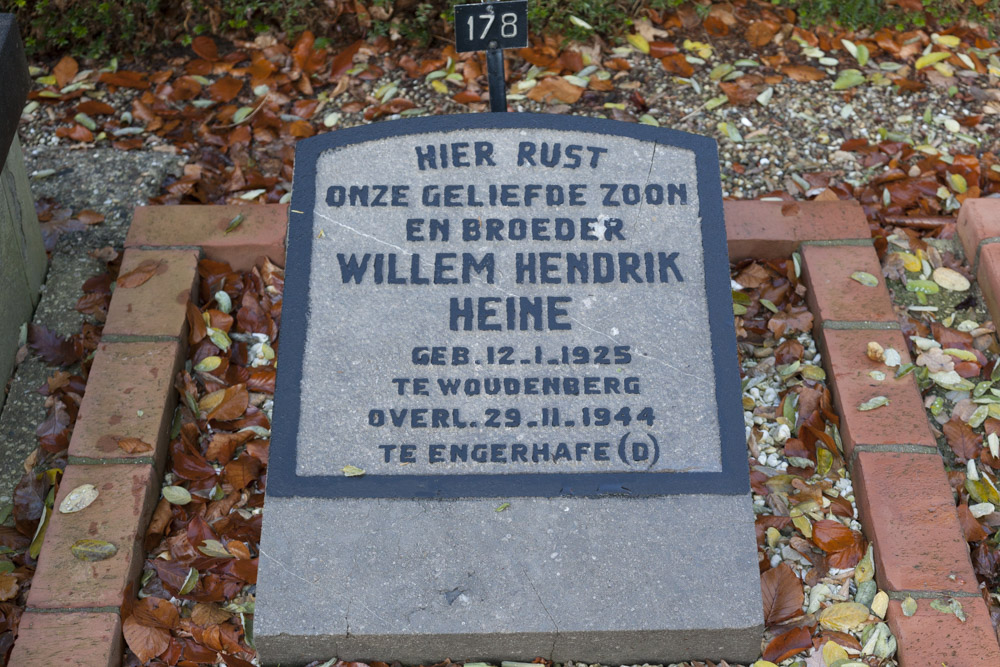 178
HIER RUST
ONZE GELIEFDE ZOON
EN BROEDER
WILLEM HENDRIK
HEINE
GEB. 12-1-1925
TE WOUDENBERG
OVERL. 29-11-1944
TE ENGERHAFE (D)